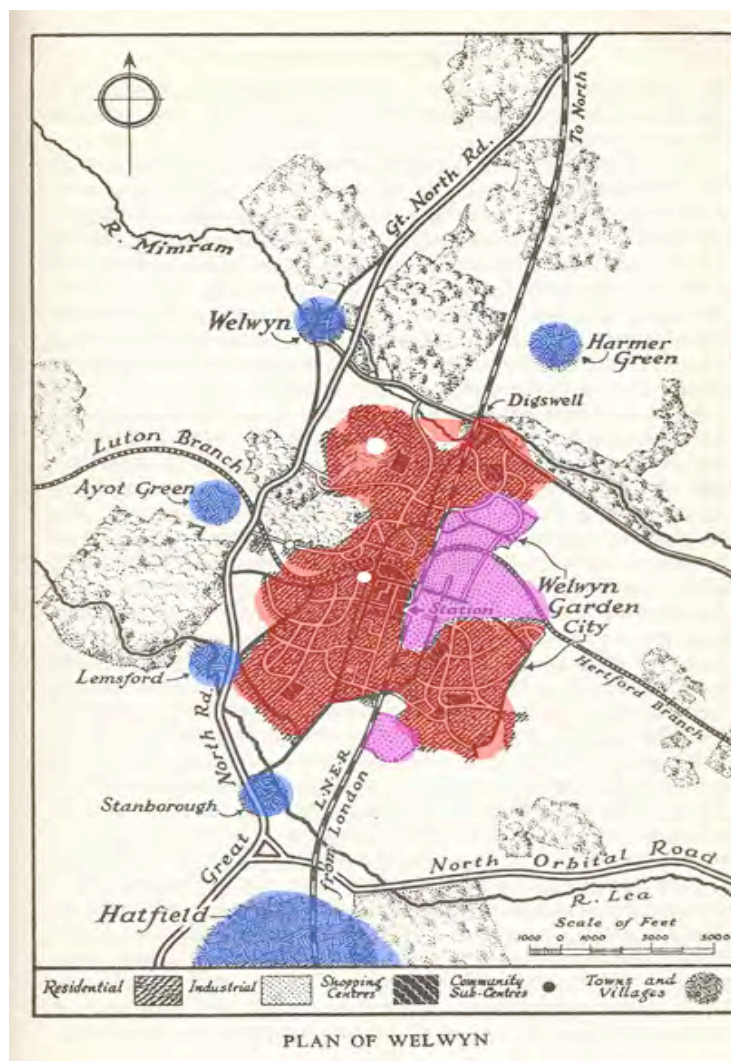 To North
Gt. North Rd.
R. Mimram
Welwyn
Harmer
Green
Digswell
Luton Branch
Ayot Green
Welwyn
Garden
City
Station
Lemsford
Hertford Branch
North Rd.
Stanborough
L.N.E.R.
from London
Great
North Orbital Road
Hatfield
R. Lea
Scale of Feet
1000 0 1000 3000 5000
Residential Industrial Shopping Centres Community Sub-Centres Towns and Villages
PLAN OF WELWYN